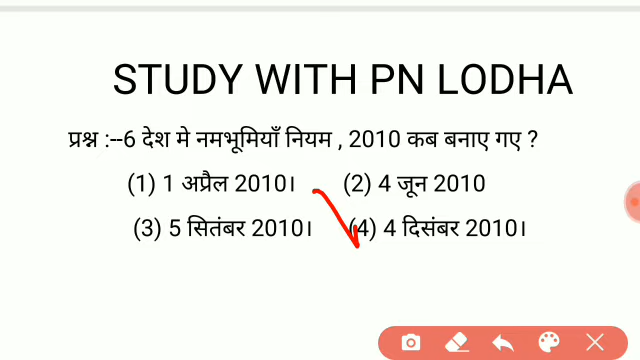 STUDY WITH PN LODHA
प्रश्न :--6 देश मे नमभूमियाँ नियम , 2010 कब बनाए गए ?
(1) 1 अप्रैल 2010। (2) 4 जून 2010
(3) 5 सितंबर 2010। (4) 4 दिसंबर 2010।